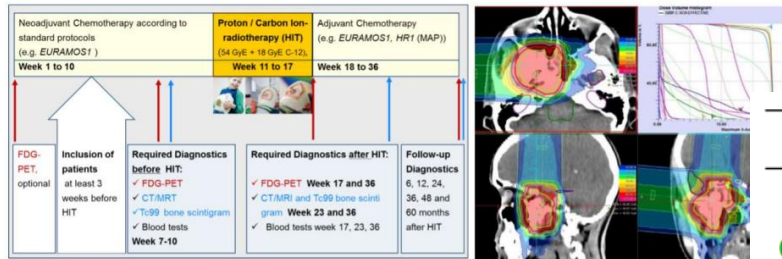 Neoadjuvant Chemotherapy according to
standard protocols
(e.g. EURAMOS1 )
Week 1 to 10
Proton / Carbon Ion-
radiotherapy (HIT)
(54 GyE + 18 GyE C-12),
Week 11 to 17
Adjuvant Chemotherapy
(e.g. EURAMOS1, HR1 (MAP))
Week 18 to 36
FDG-
PET,
optional
Inclusion of
patients
at least 3
weeks before
HIT
Required Diagnostics
before HIT:
✓ FDG-PET
✓ CT/MRT
✓Tc99 bone scintigram
✓ Blood tests
Week 7-10
Required Diagnostics after HIT:
✓ FDG-PET Week 17 and 36
✓ CT/MRI and Tc99 bone scinti
gram Week 23 and 36
✓ Blood tests week 17, 23, 36
Follow-up
Diagnostics
6, 12, 24,
36, 48 and
60 months
after HIT
Dose Volume Histogram